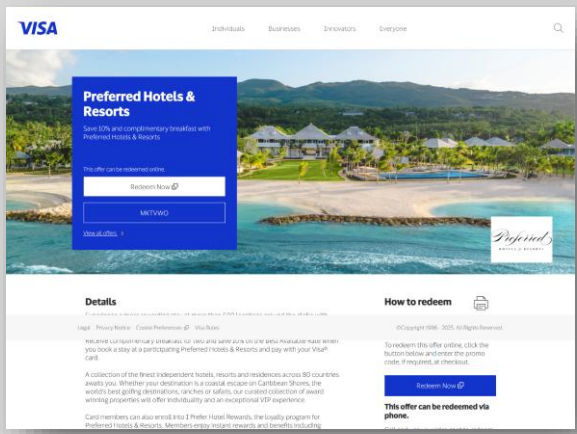 VISA
Individuals Businesses Innovators Everyone
Preferred Hotels &
Resorts
Save 10% and complimentary breakfast with
Preferred Hotels & Resorts
This offer can be redeemed online.
Redeem Now
MKTVWO
View all offers
Preferred
HOTELS & RESORTS
Details
Legal Privacy Notice Cookie Preferences Visa Rules
Receive complimentary breakfast for two and save 10% on the Best Available Rate when
you book a stay at a participating Preferred Hotels & Resorts and pay with your Visa®
card.
A collection of the finest independent hotels, resorts and residences across 80 countries
awaits you. Whether your destination is a coastal escape on Caribbean Shores, the
world's best golfing destinations, ranches or safaris, our curated collection of award
winning properties will offer individuality and an exceptional VIP experience.
Card members can also enroll into I Prefer Hotel Rewards, the loyalty program for
Preferred Hotels & Resorts. Members enjoy instant rewards and benefits including
How to redeem
©Copyright 1996 - 2025. All Rights Reserved.
To redeem this offer online, click the
button below and enter the promo
code, if required, at checkout.
Redeem Now
This offer can be redeemed via
phone.